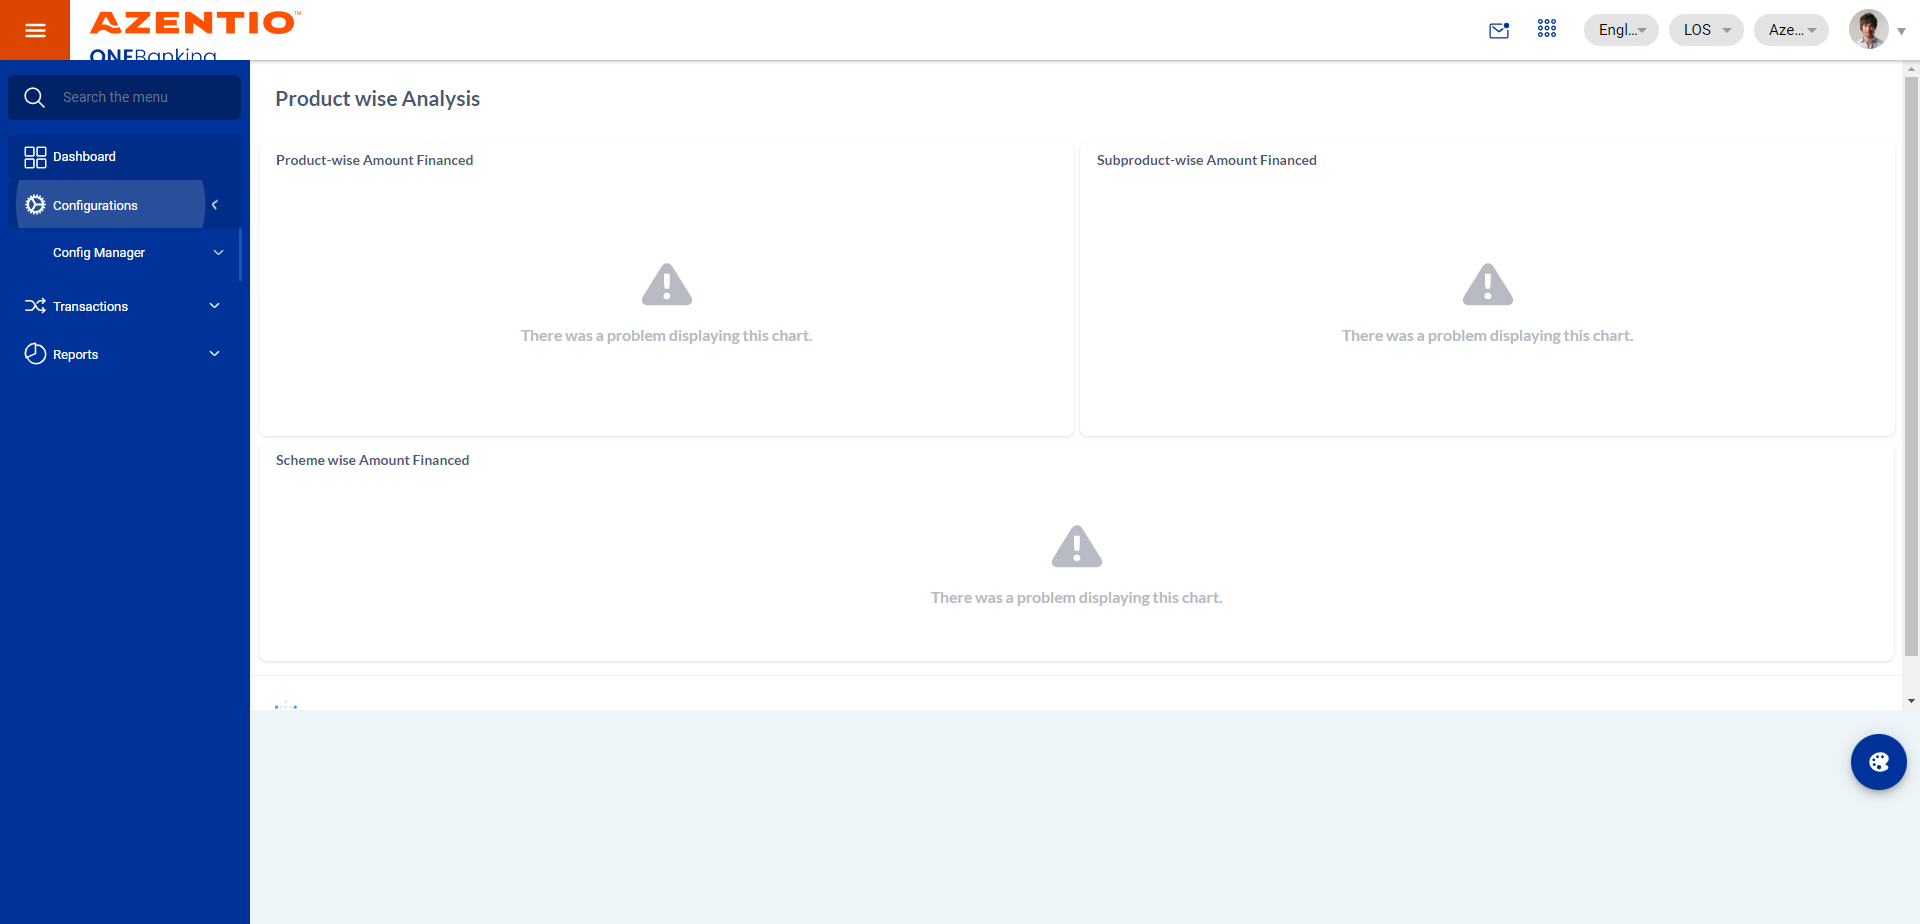 AZENTIO™
ONEBanking
Engl...
LOS
Aze...
Search the menu
Dashboard
Configurations
Config Manager
Transactions
Reports
Product wise Analysis
Product-wise Amount Financed
There was a problem displaying this chart.
Subproduct-wise Amount Financed
There was a problem displaying this chart.
Scheme wise Amount Financed
There was a problem displaying this chart.